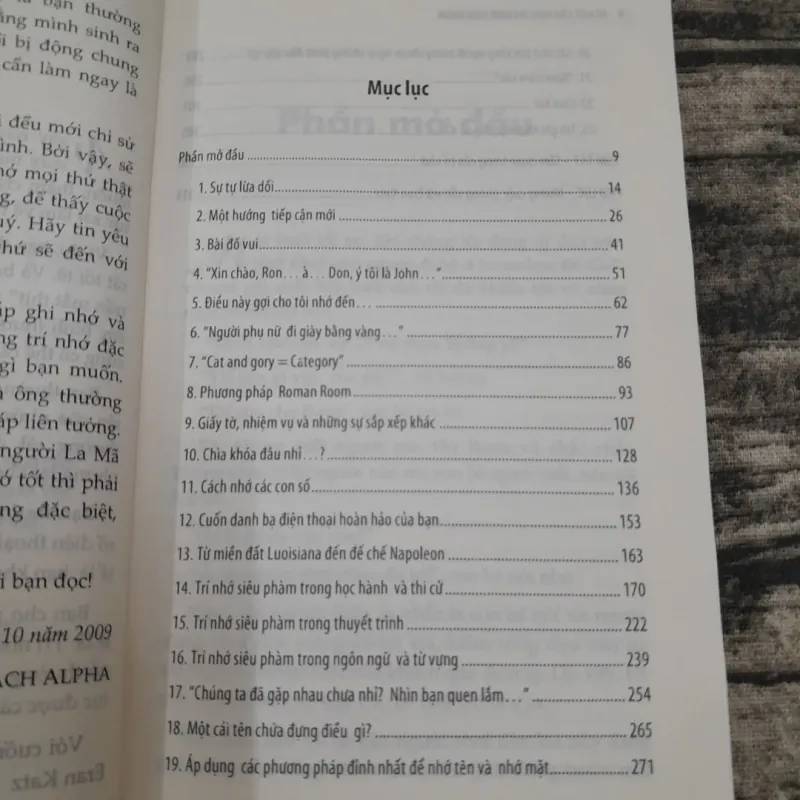 bạn thường
mình sinh ra
bị động chung
cần làm ngay là
đều mới chỉ sử
Bởi vậy, sẽ
mọi thứ thật
để thấy cuộc
Hãy tin yêu
sẽ đến với
ghi nhớ và
trí nhớ đặc
gì bạn muốn.
ông thường
liên tưởng.
người La Mã
tốt thì phải
đặc biệt,
bạn đọc!
10 năm 2009
ALPHA
Mục lục
Phần mở đầu 9
1. Sự tự lừa dối 14
2. Một hướng tiếp cận mới 26
3. Bài đố vui 41
4. “Xin chào, Ron... à... Don, ý tôi là John...” 51
5. Điều này gợi cho tôi nhớ đến... 62
6. “Người phụ nữ đi giày bằng vàng...” 77
7. “Cat and gory = Category” 86
8. Phương pháp Roman Room 93
9. Giấy tờ, nhiệm vụ và những sự sắp xếp khác 107
10. Chìa khóa đâu nhỉ...? 128
11. Cách nhớ các con số 136
12. Cuốn danh bạ điện thoại hoàn hảo của bạn 153
13. Từ miền đất Luoisiana đến đế chế Napoleon 163
14. Trí nhớ siêu phàm trong học hành và thi cử 170
15. Trí nhớ siêu phàm trong thuyết trình 222
16. Trí nhớ siêu phàm trong ngôn ngữ và từ vựng 239
17. “Chúng ta đã gặp nhau chưa nhỉ? Nhìn bạn quen lắm...” 254
18. Một cái tên chứa đựng điều gì? 265
19. Áp dụng các phương pháp đỉnh nhất để nhớ tên và nhớ mặt 271